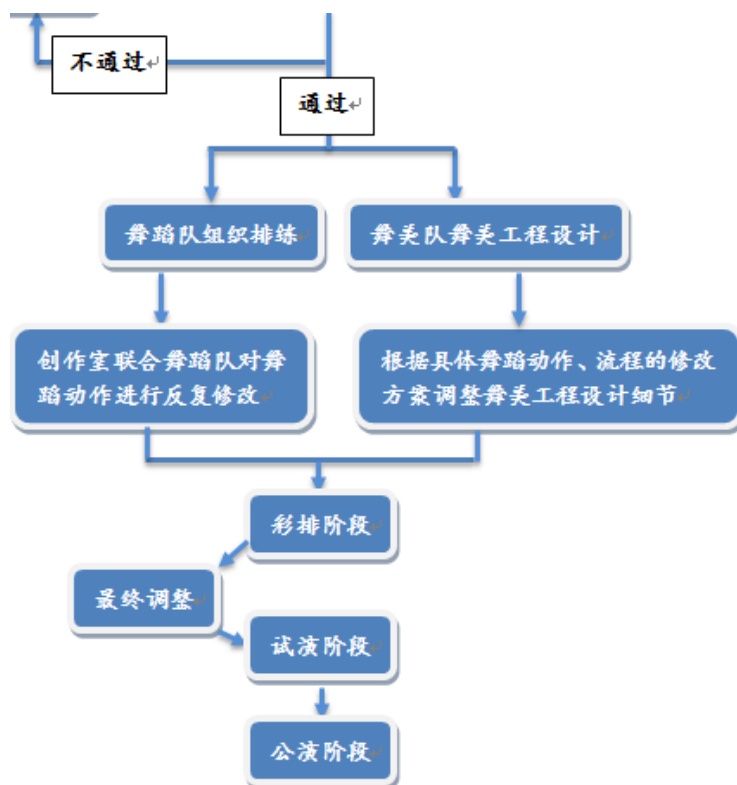 不通过
通过
舞蹈队组织排练
舞美队舞美工程设计
创作室联合舞蹈队对舞
蹈动作进行反复修改
根据具体舞蹈动作、流程的修改
方案调整舞美工程设计细节
彩排阶段
最终调整
试演阶段
公演阶段